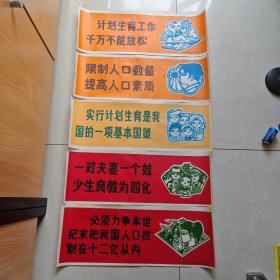 计划生育工作
千万不能放松
限制人口数量
提高人口素质
实行计划生育是我
国的一项基本国策
一对夫妻一个娃
少生良教为四化
必须力争本世
纪末把我国人口控
制在十二亿以内